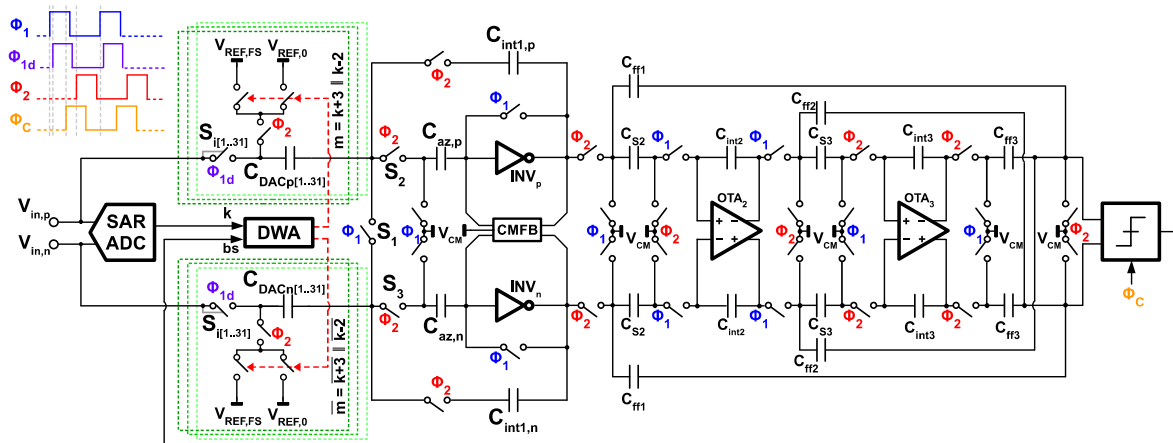 Φ1
Φ1d
Φ2
ΦC
VREF,FS VREF,0
Φ2
Si[1..31]
Φ1d
CDACp[1..31]
m = k+3 || k-2
Vin,p
Vin,n
SAR
ADC
k
bs
DWA
Φ1d
Si[1..31]
CDACn[1..31]
Φ2
VREF,FS VREF,0
m = k+3 || k-2
Φ2
Cint1,p
Φ1
Φ2
S2
Caz,p
INVp
Φ1
S1
Φ1
VCM
CMFB
S3
Φ2
Caz,n
INVn
Φ1
Φ2
Cint1,n
Φ2
Cff1
CS2
Φ1
Cint2
Φ1
OTA2
+ -
- +
Φ1
VCM
Φ2
Φ2
CS2
Φ1
Cint2
Φ1
Cff1
Cff2
CS3
Φ2
Cint3
Φ2
Cff3
OTA3
+ -
- +
Φ2
VCM
Φ1
Φ1
VCM
VCM
Φ2
CS3
Φ2
Cint3
Φ2
Cff3
Cff2
ΦC